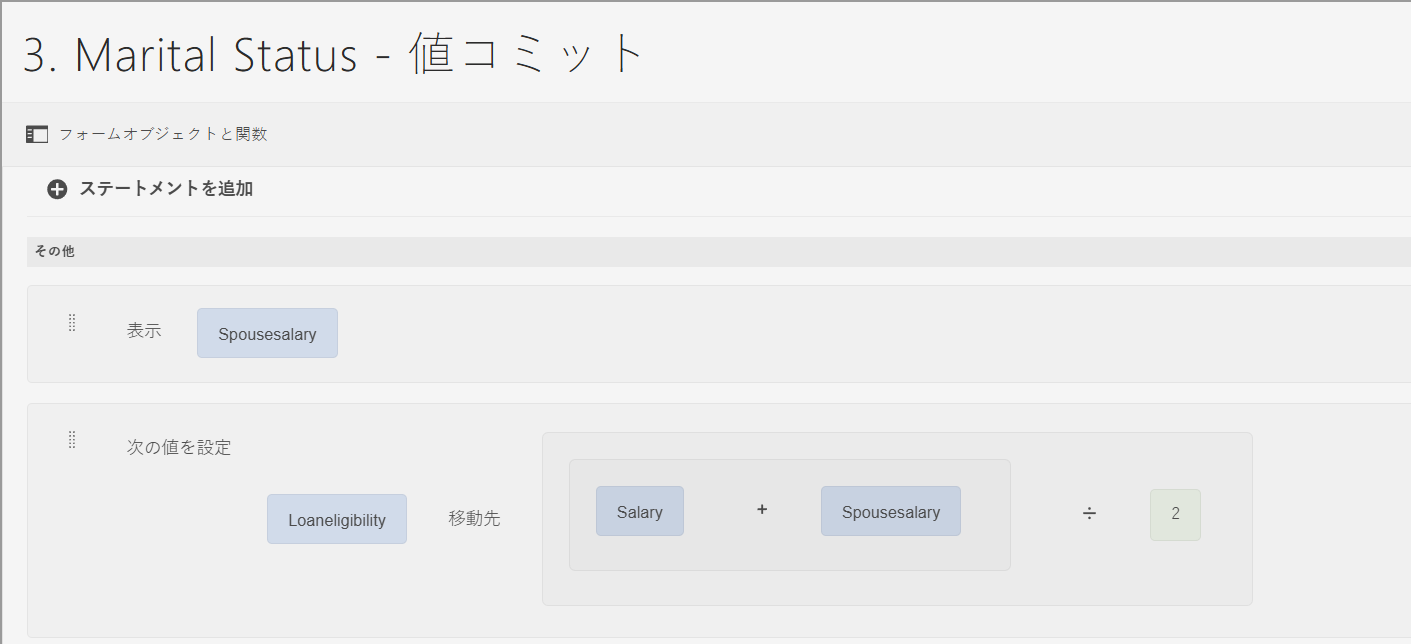 3. Marital Status - 値コミット
フォームオブジェクトと関数
ステートメントを追加
その他
表示 Spousesalary
次の値を設定
Loaneligibility 移動先 Salary + Spousesalary ÷ 2